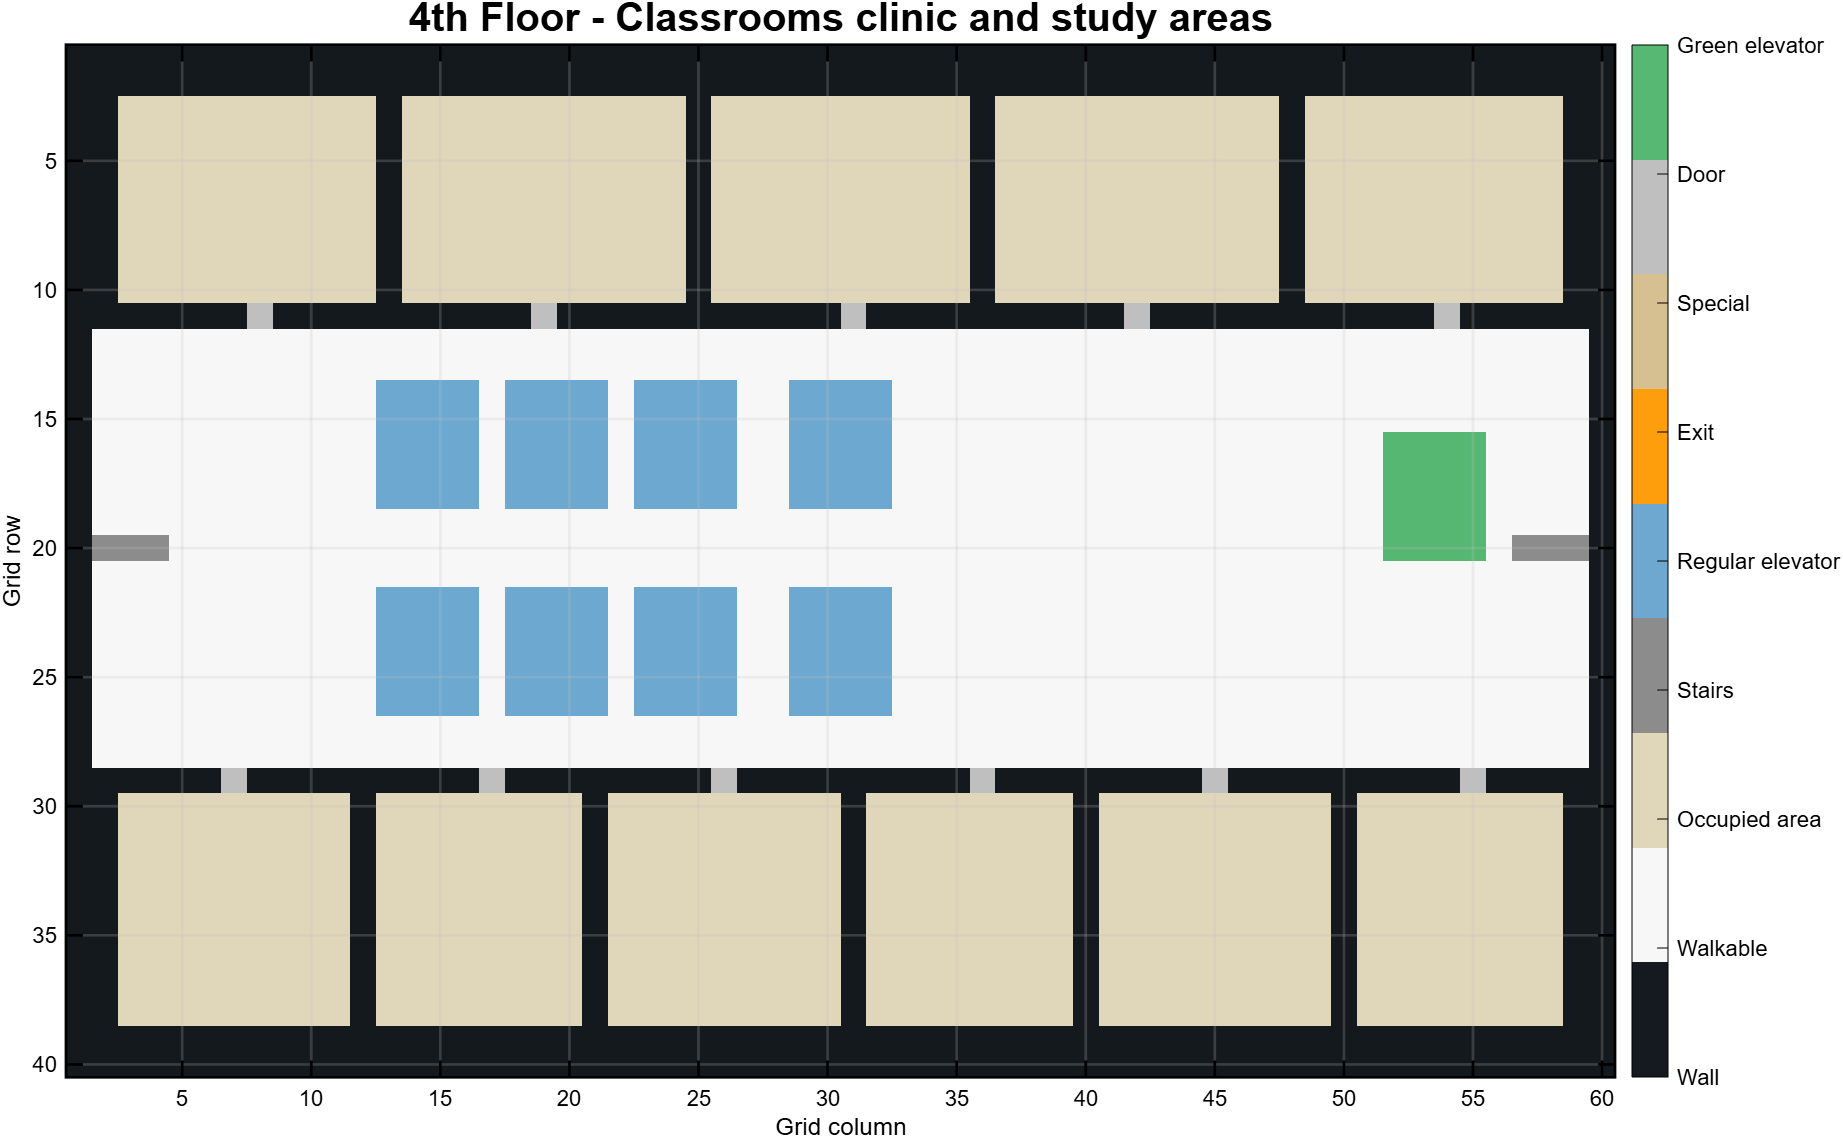 4th Floor - Classrooms clinic and study areas
Grid row
5
10
15
20
25
30
35
40
5 10 15 20 25 30 35 40 45 50 55 60
Grid column
Green elevator
Door
Special
Exit
Regular elevator
Stairs
Occupied area
Walkable
Wall